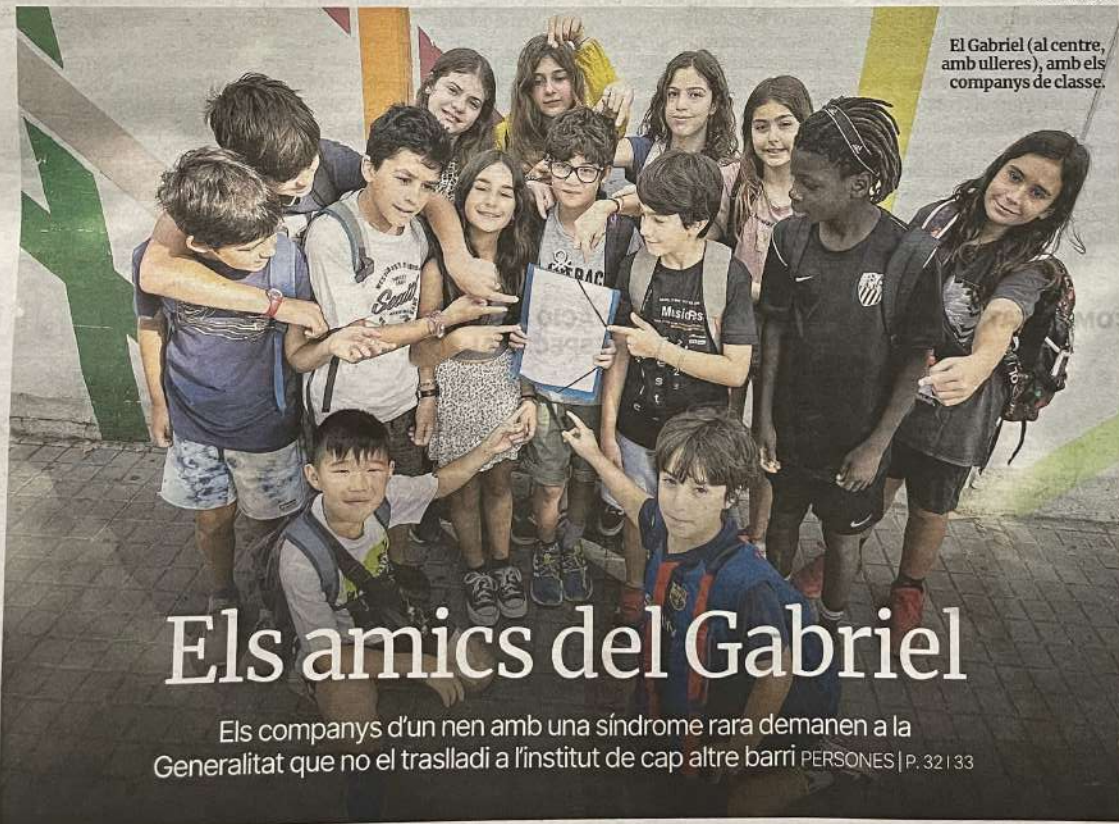 El Gabriel (al centre,
amb ulleres), amb els
companys de classe.
Seattle
Músic
Els amics del Gabriel
Els companys d'un nen amb una síndrome rara demanen a la
Generalitat que no el traslladi a l'institut de cap altre barri PERSONES | P. 32 I 33